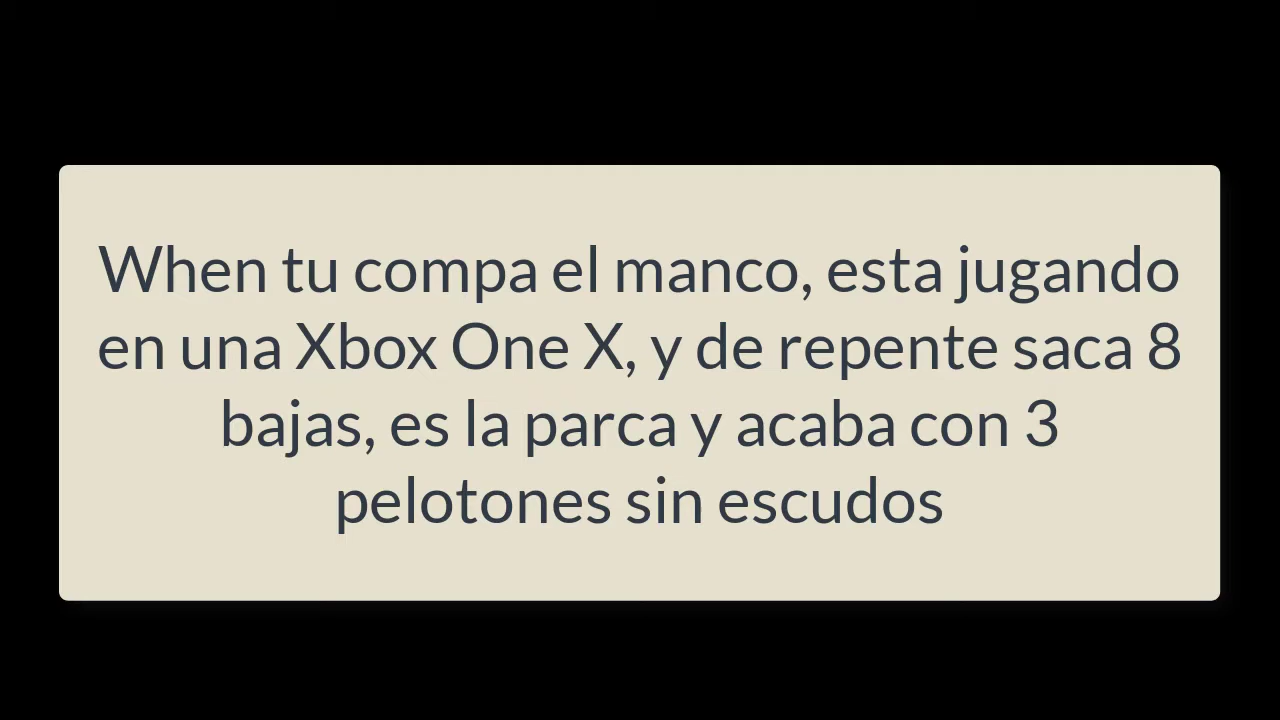 When tu compa el manco, esta jugando
en una Xbox One X, y de repente saca 8
bajas, es la parca y acaba con 3
pelotones sin escudos